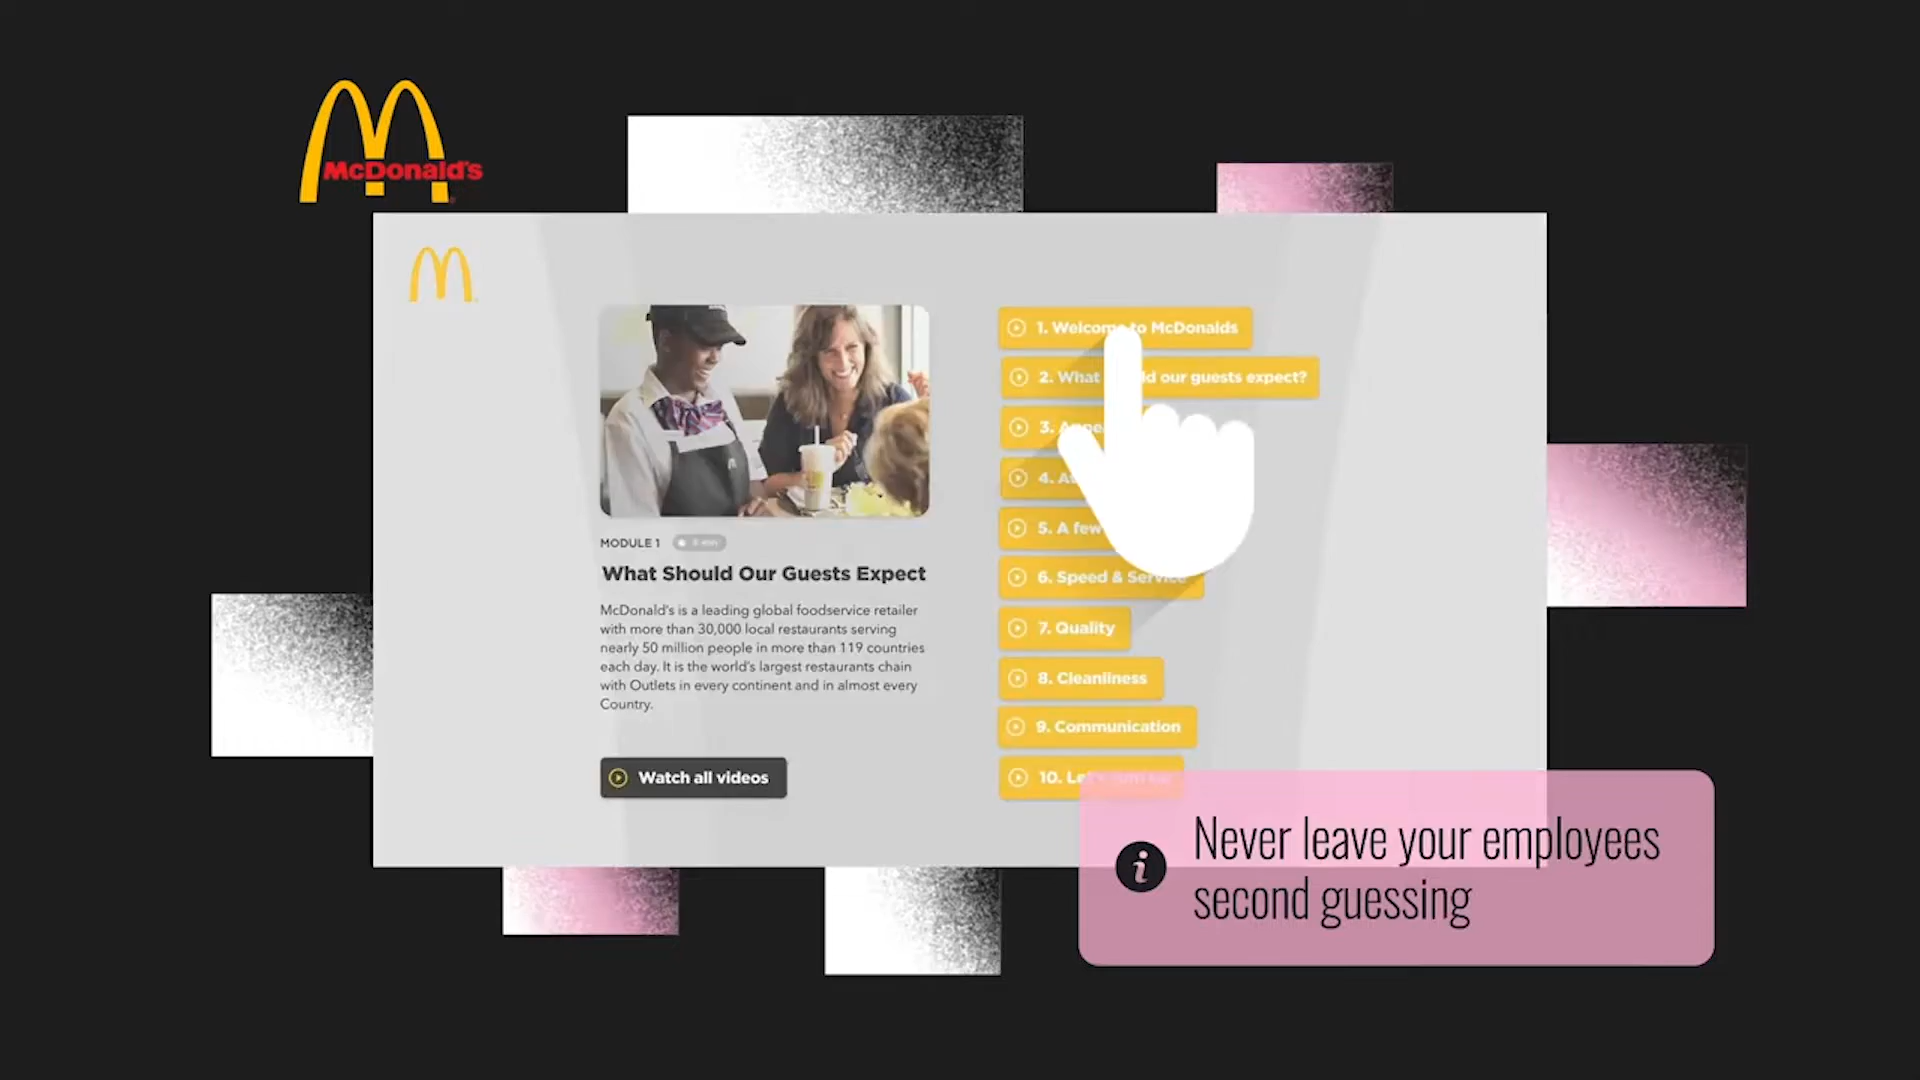 McDonald's
1. Welcome to McDonalds
2. What our guests expect?
3.
4.
5. A few
6. Speed & Service
7. Quality
8. Cleanliness
9. Communication
10.
MODULE 1
What Should Our Guests Expect
McDonald's is a leading global foodservice retailer
with more than 30,000 local restaurants serving
nearly 50 million people in more than 119 countries
each day. It is the world's largest restaurants chain
with Outlets in every continent and in almost every
Country.
Watch all videos
Never leave your employees
second guessing